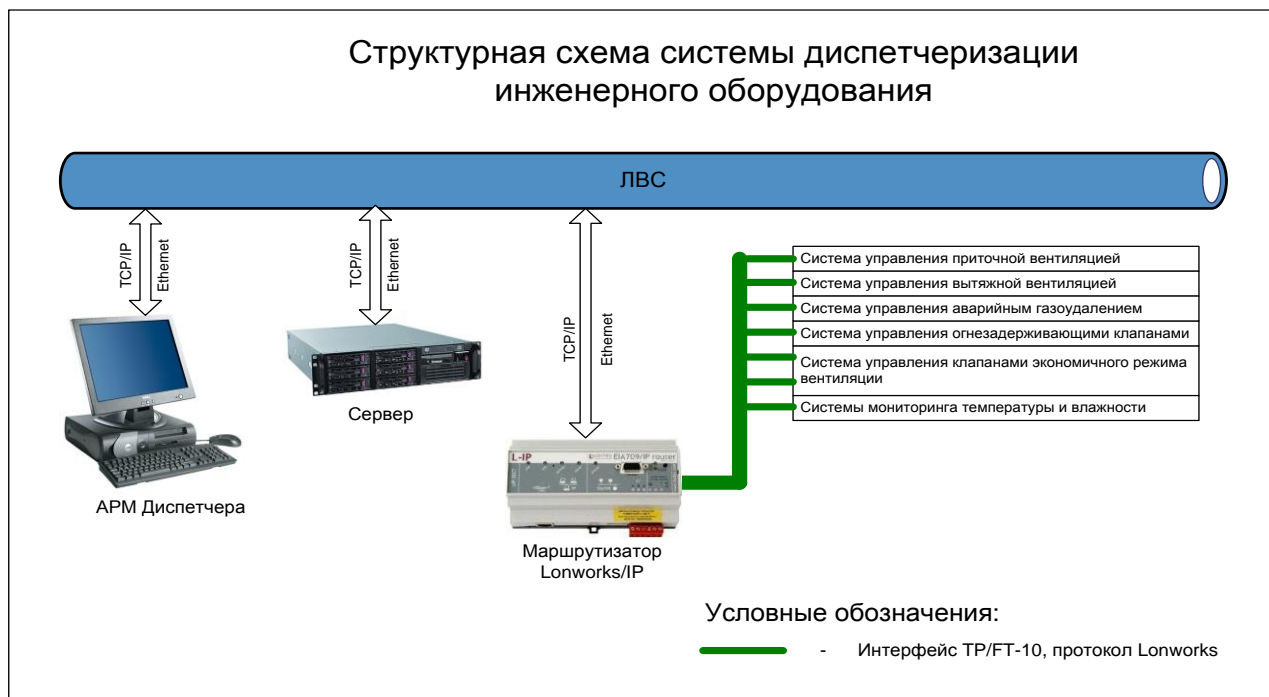 Структурная схема системы диспетчеризации
инженерного оборудования
ЛВС
TCP/IP
Ethernet
TCP/IP
Ethernet
TCP/IP
Ethernet
Система управления приточной вентиляцией
Система управления вытяжной вентиляцией
Система управления аварийным газоудалением
Система управления огнезадерживающими клапанами
Система управления клапанами экономичного режима
вентиляции
Системы мониторинга температуры и влажности
АРМ Диспетчера
Сервер
L-IP
EIA709/IP router
Маршрутизатор
Lonworks/IP
Условные обозначения:
- Интерфейс TP/FT-10, протокол Lonworks